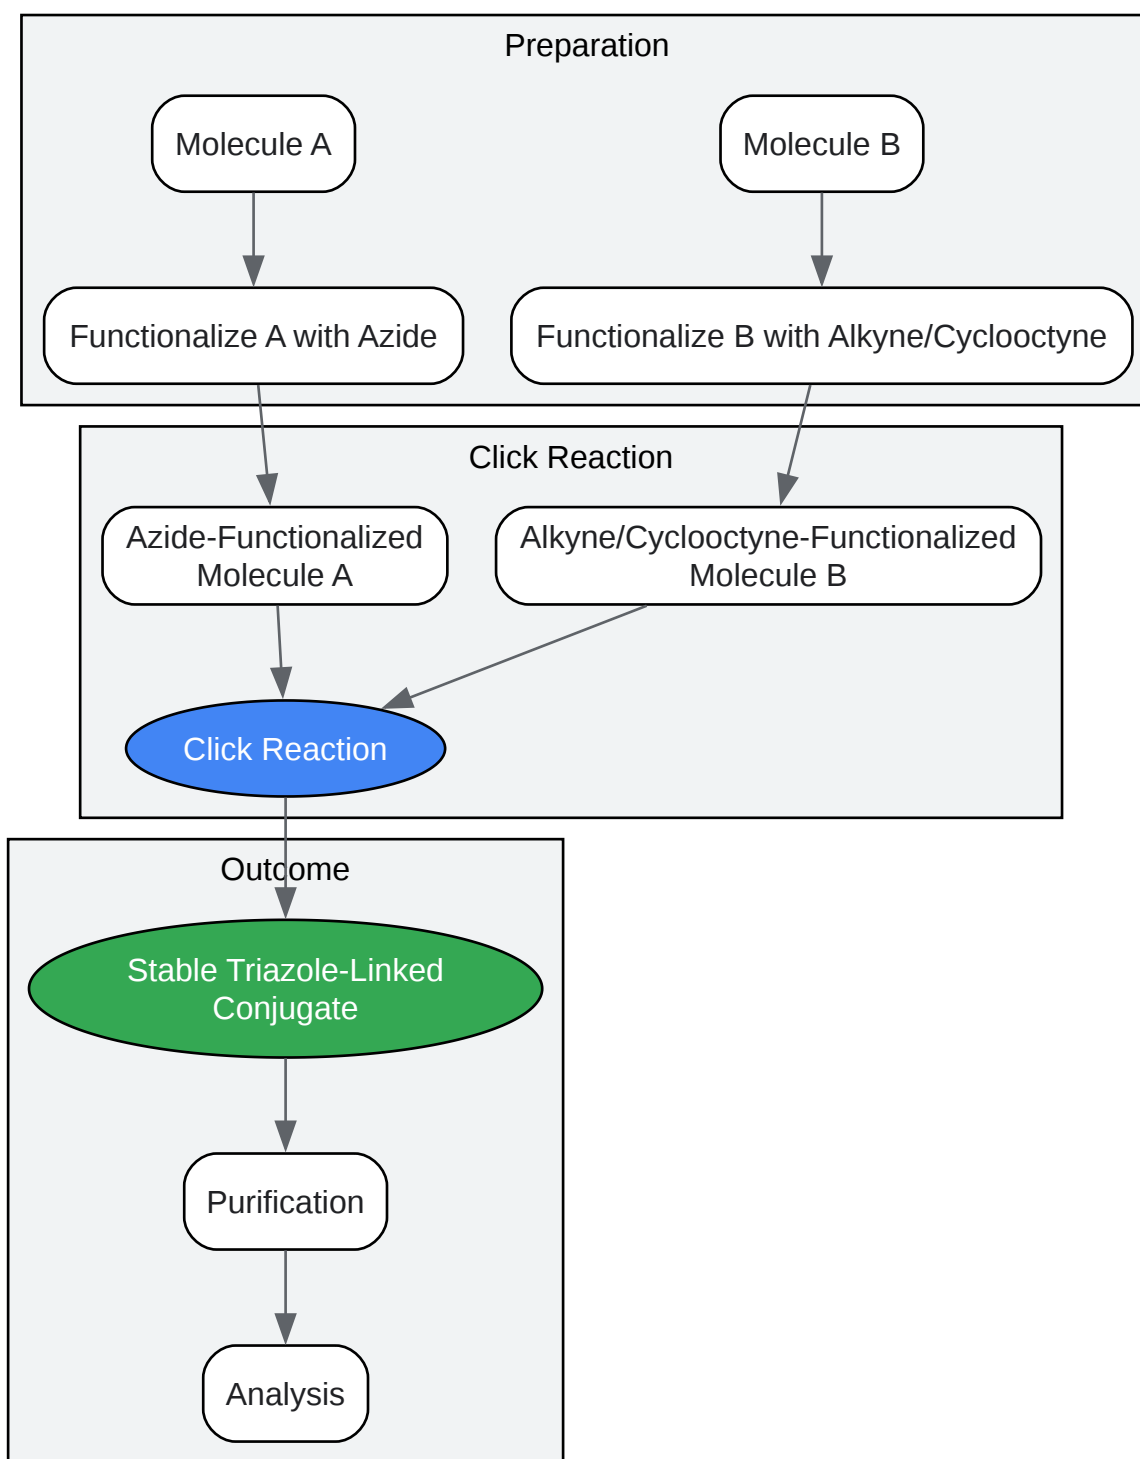 Preparation
Molecule A
Molecule B
Functionalize A with Azide
Functionalize B with Alkyne/Cyclooctyne
Click Reaction
Azide-Functionalized
Molecule A
Alkyne/Cyclooctyne-Functionalized
Molecule B
Click Reaction
Outcome
Stable Triazole-Linked
Conjugate
Purification
Analysis